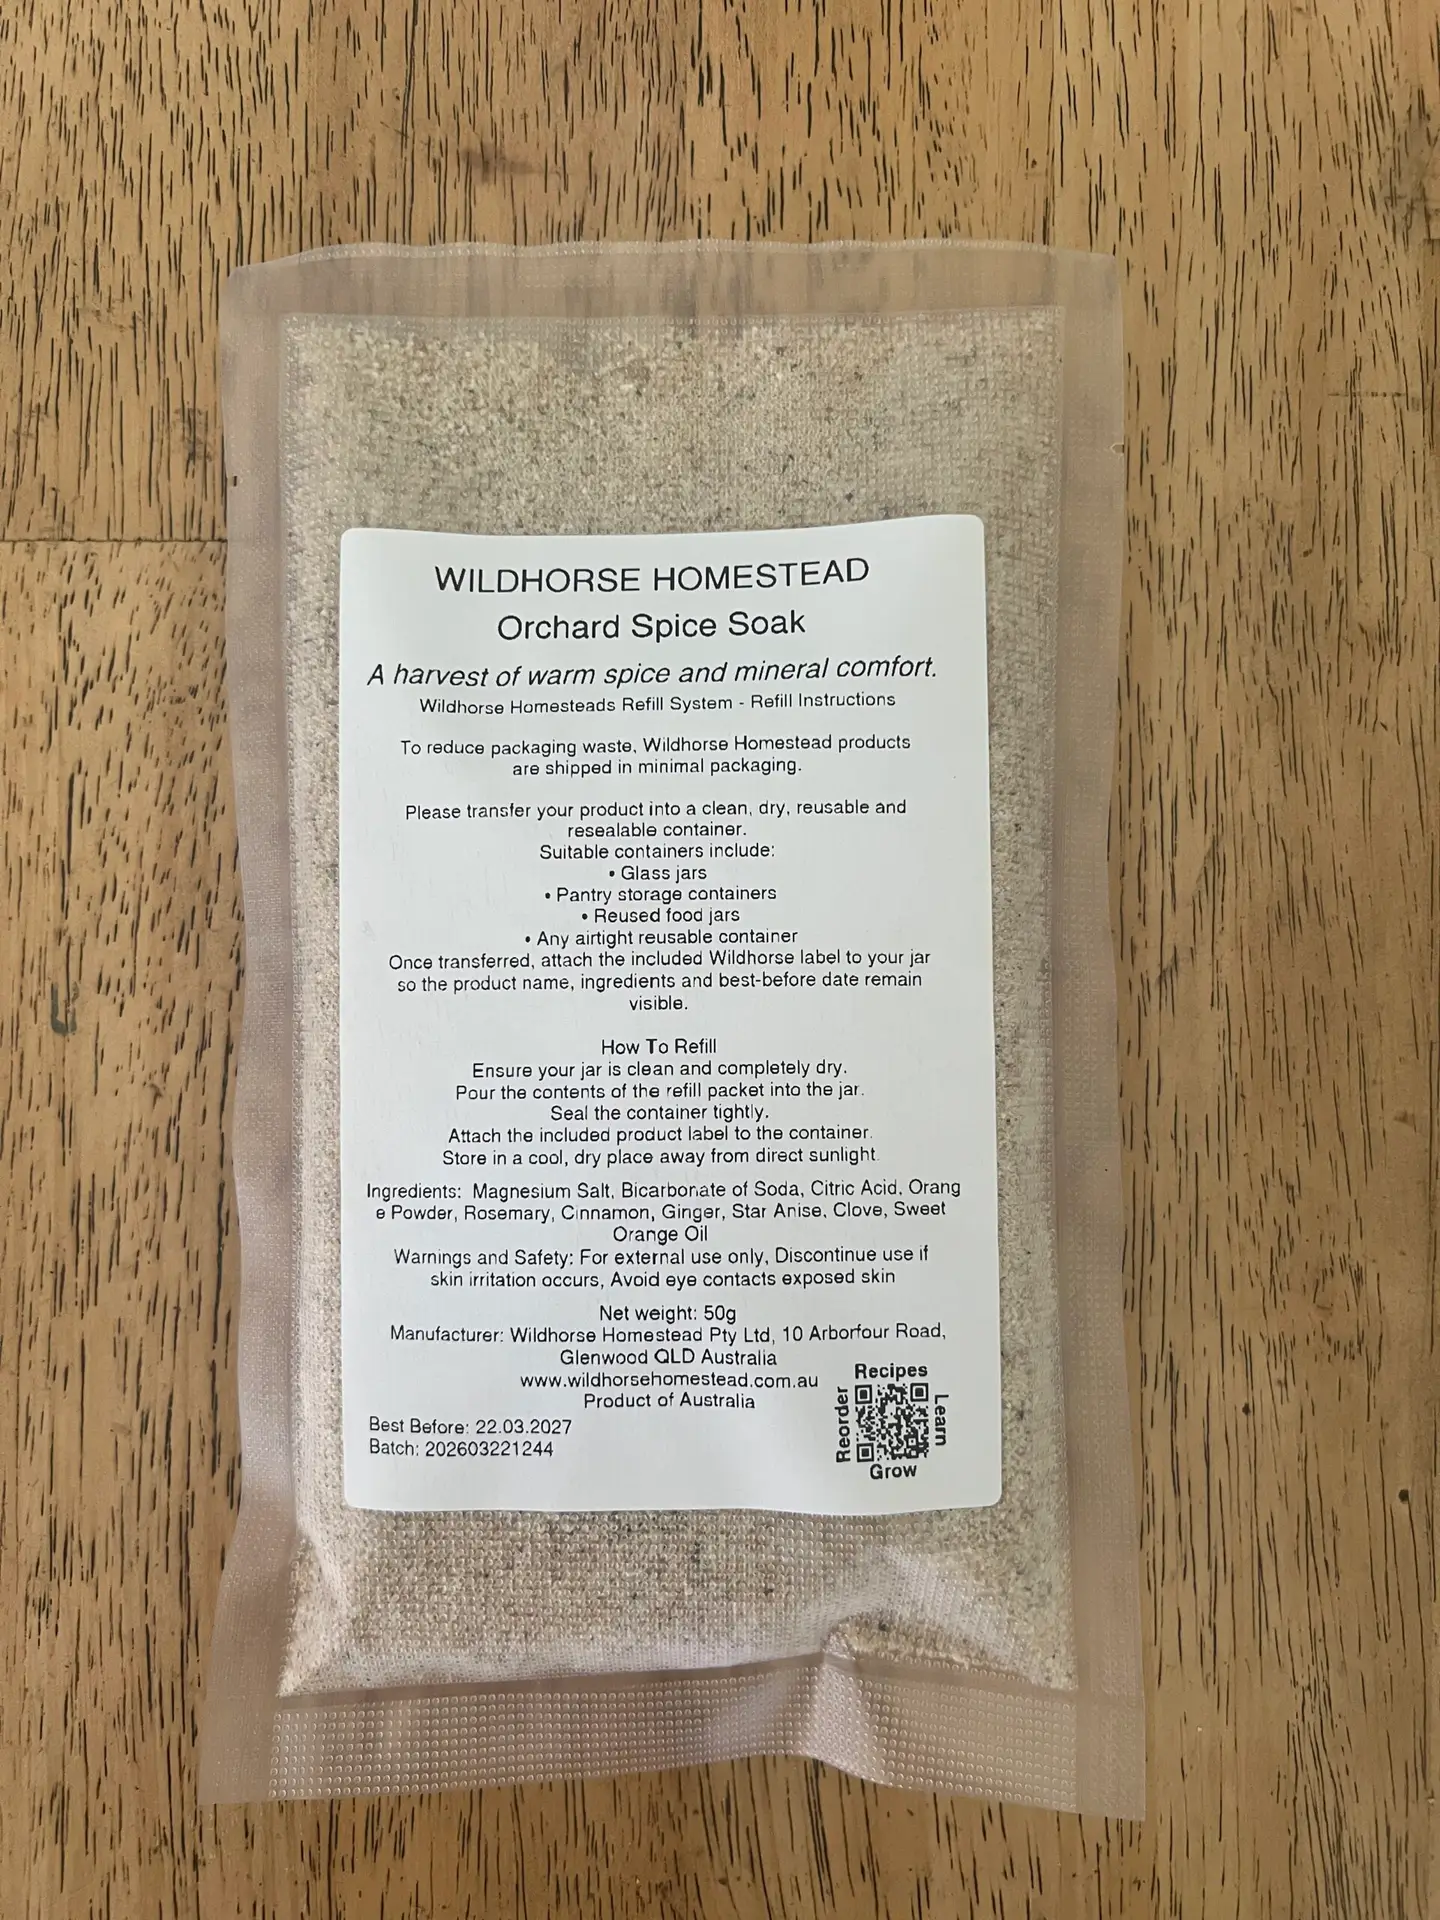 WILDHORSE HOMESTEAD
Orchard Spice Soak
A harvest of warm spice and mineral comfort.
Wildhorse Homesteads Refill System - Refill Instructions
To reduce packaging waste, Wildhorse Homestead products
are shipped in minimal packaging.
Please transfer your product into a clean, dry, reusable and
resealable container.
Suitable containers include:
• Glass jars
• Pantry storage containers
• Reused food jars
• Any airtight reusable container
Once transferred, attach the included Wildhorse label to your jar
so the product name, ingredients and best-before date remain
visible.
How To Refill
Ensure your jar is clean and completely dry.
Pour the contents of the refill packet into the jar.
Seal the container tightly.
Attach the included product label to the container.
Store in a cool, dry place away from direct sunlight.
Ingredients: Magnesium Salt, Bicarbonate of Soda, Citric Acid, Orang
e Powder, Rosemary, Cinnamon, Ginger, Star Anise, Clove, Sweet
Orange Oil
Warnings and Safety: For external use only, Discontinue use if
skin irritation occurs, Avoid eye contacts exposed skin
Net weight: 50g
Manufacturer: Wildhorse Homestead Pty Ltd, 10 Arborfour Road,
Glenwood QLD Australia
www.wildhorsehomestead.com.au
Product of Australia
Best Before: 22.03.2027
Batch: 202603221244
Recipes
Reorder
Learn
Grow